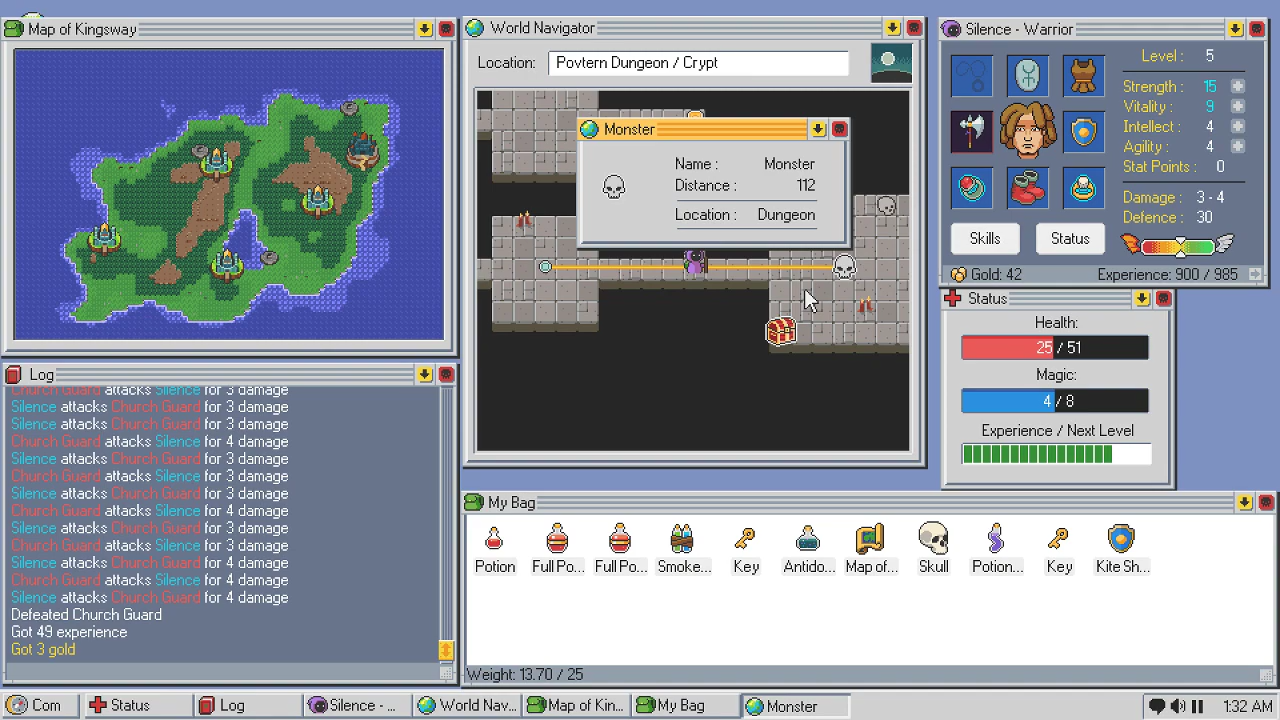 Map of Kingsway
World Navigator
Location: Povtern Dungeon / Crypt
Monster
Name : Monster
Distance : 112
Location : Dungeon
Silence - Warrior
Level : 5
Strength : 15
Vitality : 9
Intellect : 4
Agility : 4
Stat Points : 0
Damage : 3 - 4
Defence : 30
Skills
Status
Gold: 42
Experience: 900 / 985
Status
Health:
25 / 51
Magic:
4 / 8
Experience / Next Level
Log
Church Guard attacks Silence for 3 damage
Silence attacks Church Guard for 3 damage
Silence attacks Church Guard for 3 damage
Church Guard attacks Silence for 4 damage
Silence attacks Church Guard for 3 damage
Church Guard attacks Silence for 3 damage
Silence attacks Church Guard for 3 damage
Church Guard attacks Silence for 4 damage
Silence attacks Church Guard for 3 damage
Church Guard attacks Silence for 3 damage
Silence attacks Church Guard for 4 damage
Church Guard attacks Silence for 4 damage
Silence attacks Church Guard for 4 damage
Defeated Church Guard
Got 49 experience
Got 3 gold
My Bag
Potion Full Po... Full Po... Smoke... Key Antido... Map of... Skull Potion... Key Kite Sh...
Weight: 13.70 / 25
Com Status Log Silence - ... World Nav... Map of Kin... My Bag Monster 1:32 AM